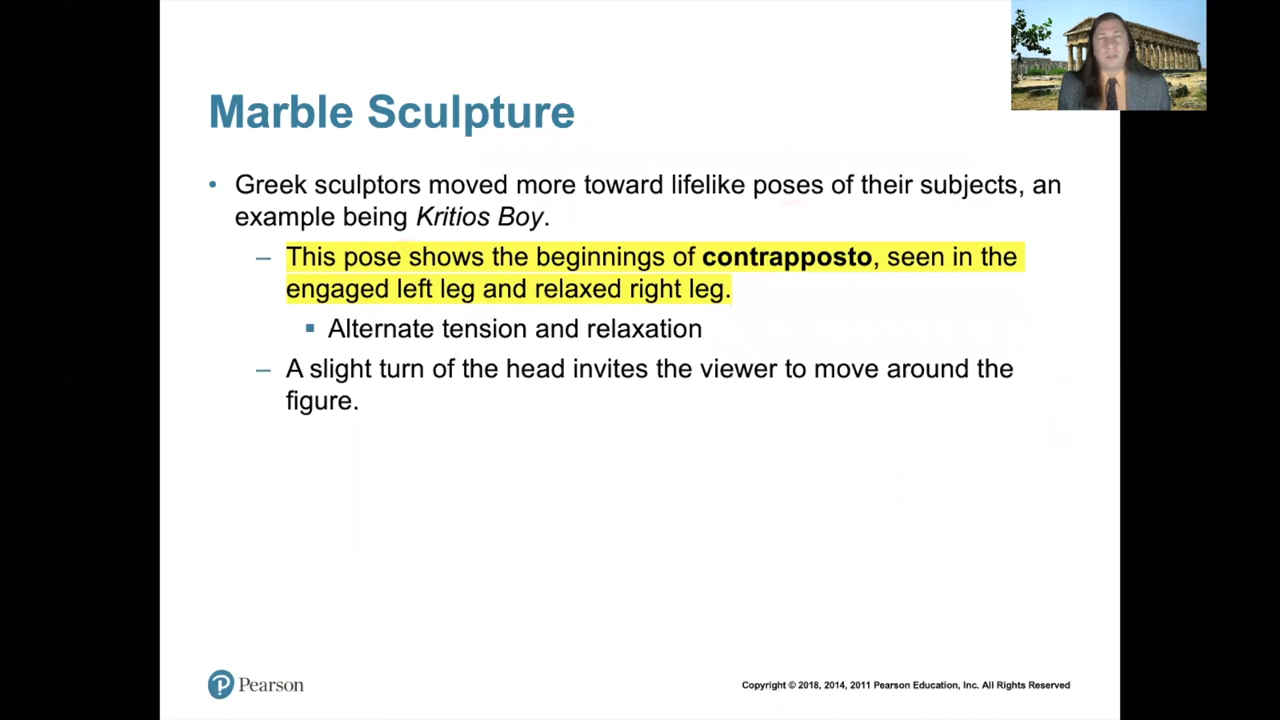 Marble Sculpture
• Greek sculptors moved more toward lifelike poses of their subjects, an
example being Kritios Boy.
– This pose shows the beginnings of contrapposto, seen in the
engaged left leg and relaxed right leg.
▪ Alternate tension and relaxation
– A slight turn of the head invites the viewer to move around the
figure.
P Pearson
Copyright © 2018, 2014, 2011 Pearson Education, Inc. All Rights Reserved